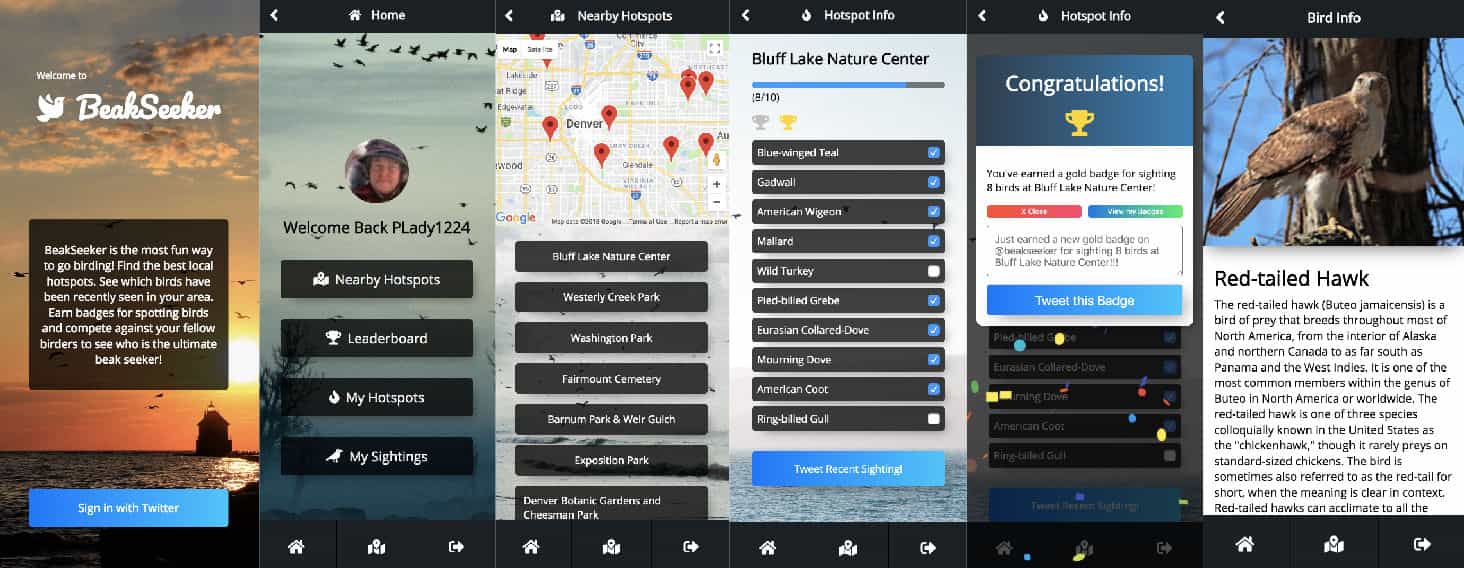 Welcome to
BeakSeeker
BeakSeeker is the most fun way
to go birding! Find the best local
hotspots. See which birds have
been recently seen in your area.
Earn badges for spotting birds
and compete against your fellow
birders to see who is the ultimate
beak seeker!
Sign in with Twitter
Home
Welcome Back PLady1224
Nearby Hotspots
Leaderboard
My Hotspots
My Sightings
Nearby Hotspots
Map
Satellite
Commerce
City
Lakeside
Edgewater
NORTHEAST
Denver
Glendale
VIRGINIA
VILLAGE
Google
Map data ©2018 Google
Terms of Use
Report a map error
Bluff Lake Nature Center
Westerly Creek Park
Washington Park
Fairmount Cemetery
Barnum Park & Weir Gulch
Exposition Park
Denver Botanic Gardens and
Cheesman Park
Hotspot Info
Bluff Lake Nature Center
(8/10)
Blue-winged Teal
Gadwall
American Wigeon
Mallard
Wild Turkey
Pied-billed Grebe
Eurasian Collared-Dove
Mourning Dove
American Coot
Ring-billed Gull
Tweet Recent Sighting!
Hotspot Info
Congratulations!
You've earned a gold badge for sighting
8 birds at Bluff Lake Nature Center!
X Close
View my Badges
Just earned a new gold badge on
@beakseeker for sighting 8 birds at
Bluff Lake Nature Center!!!
Tweet this Badge
Pied-billed Grebe
Eurasian Collared-Dove
Mourning Dove
American Coot
Ring-billed Gull
Tweet Recent Sighting!
Bird Info
Red-tailed Hawk
The red-tailed hawk (Buteo jamaicensis) is a
bird of prey that breeds throughout most of
North America, from the interior of Alaska
and northern Canada to as far south as
Panama and the West Indies. It is one of the
most common members within the genus of
Buteo in North America or worldwide. The
red-tailed hawk is one of three species
colloquially known in the United States as
the "chickenhawk," though it rarely preys on
standard-sized chickens. The bird is
sometimes also referred to as the red-tail for
short, when the meaning is clear in context.
Red-tailed hawks can acclimate to all the